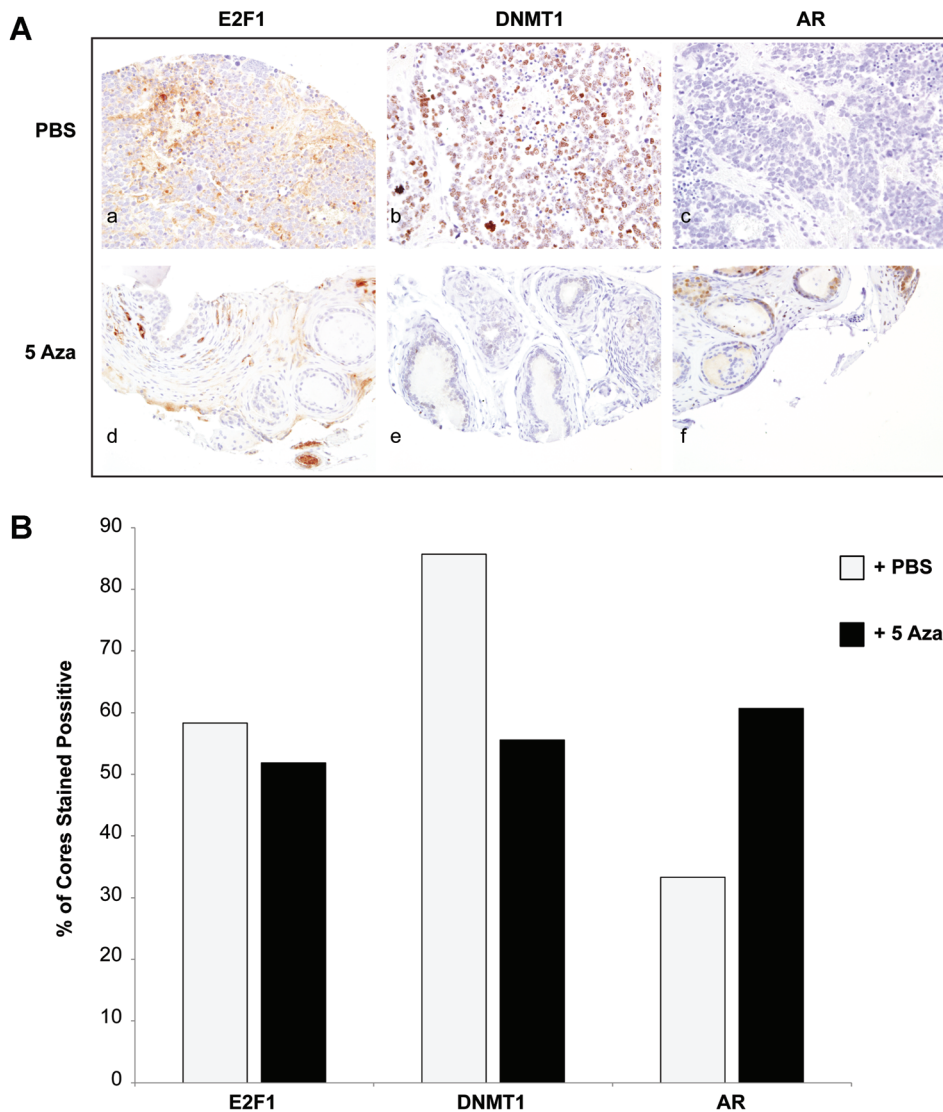 A
E2F1 DNMT1 AR
PBS
a b c
5 Aza
d e f
B
90
80
70
60
50
40
30
20
10
0
% of Cores Stained Possitive
+ PBS
+ 5 Aza
E2F1 DNMT1 AR